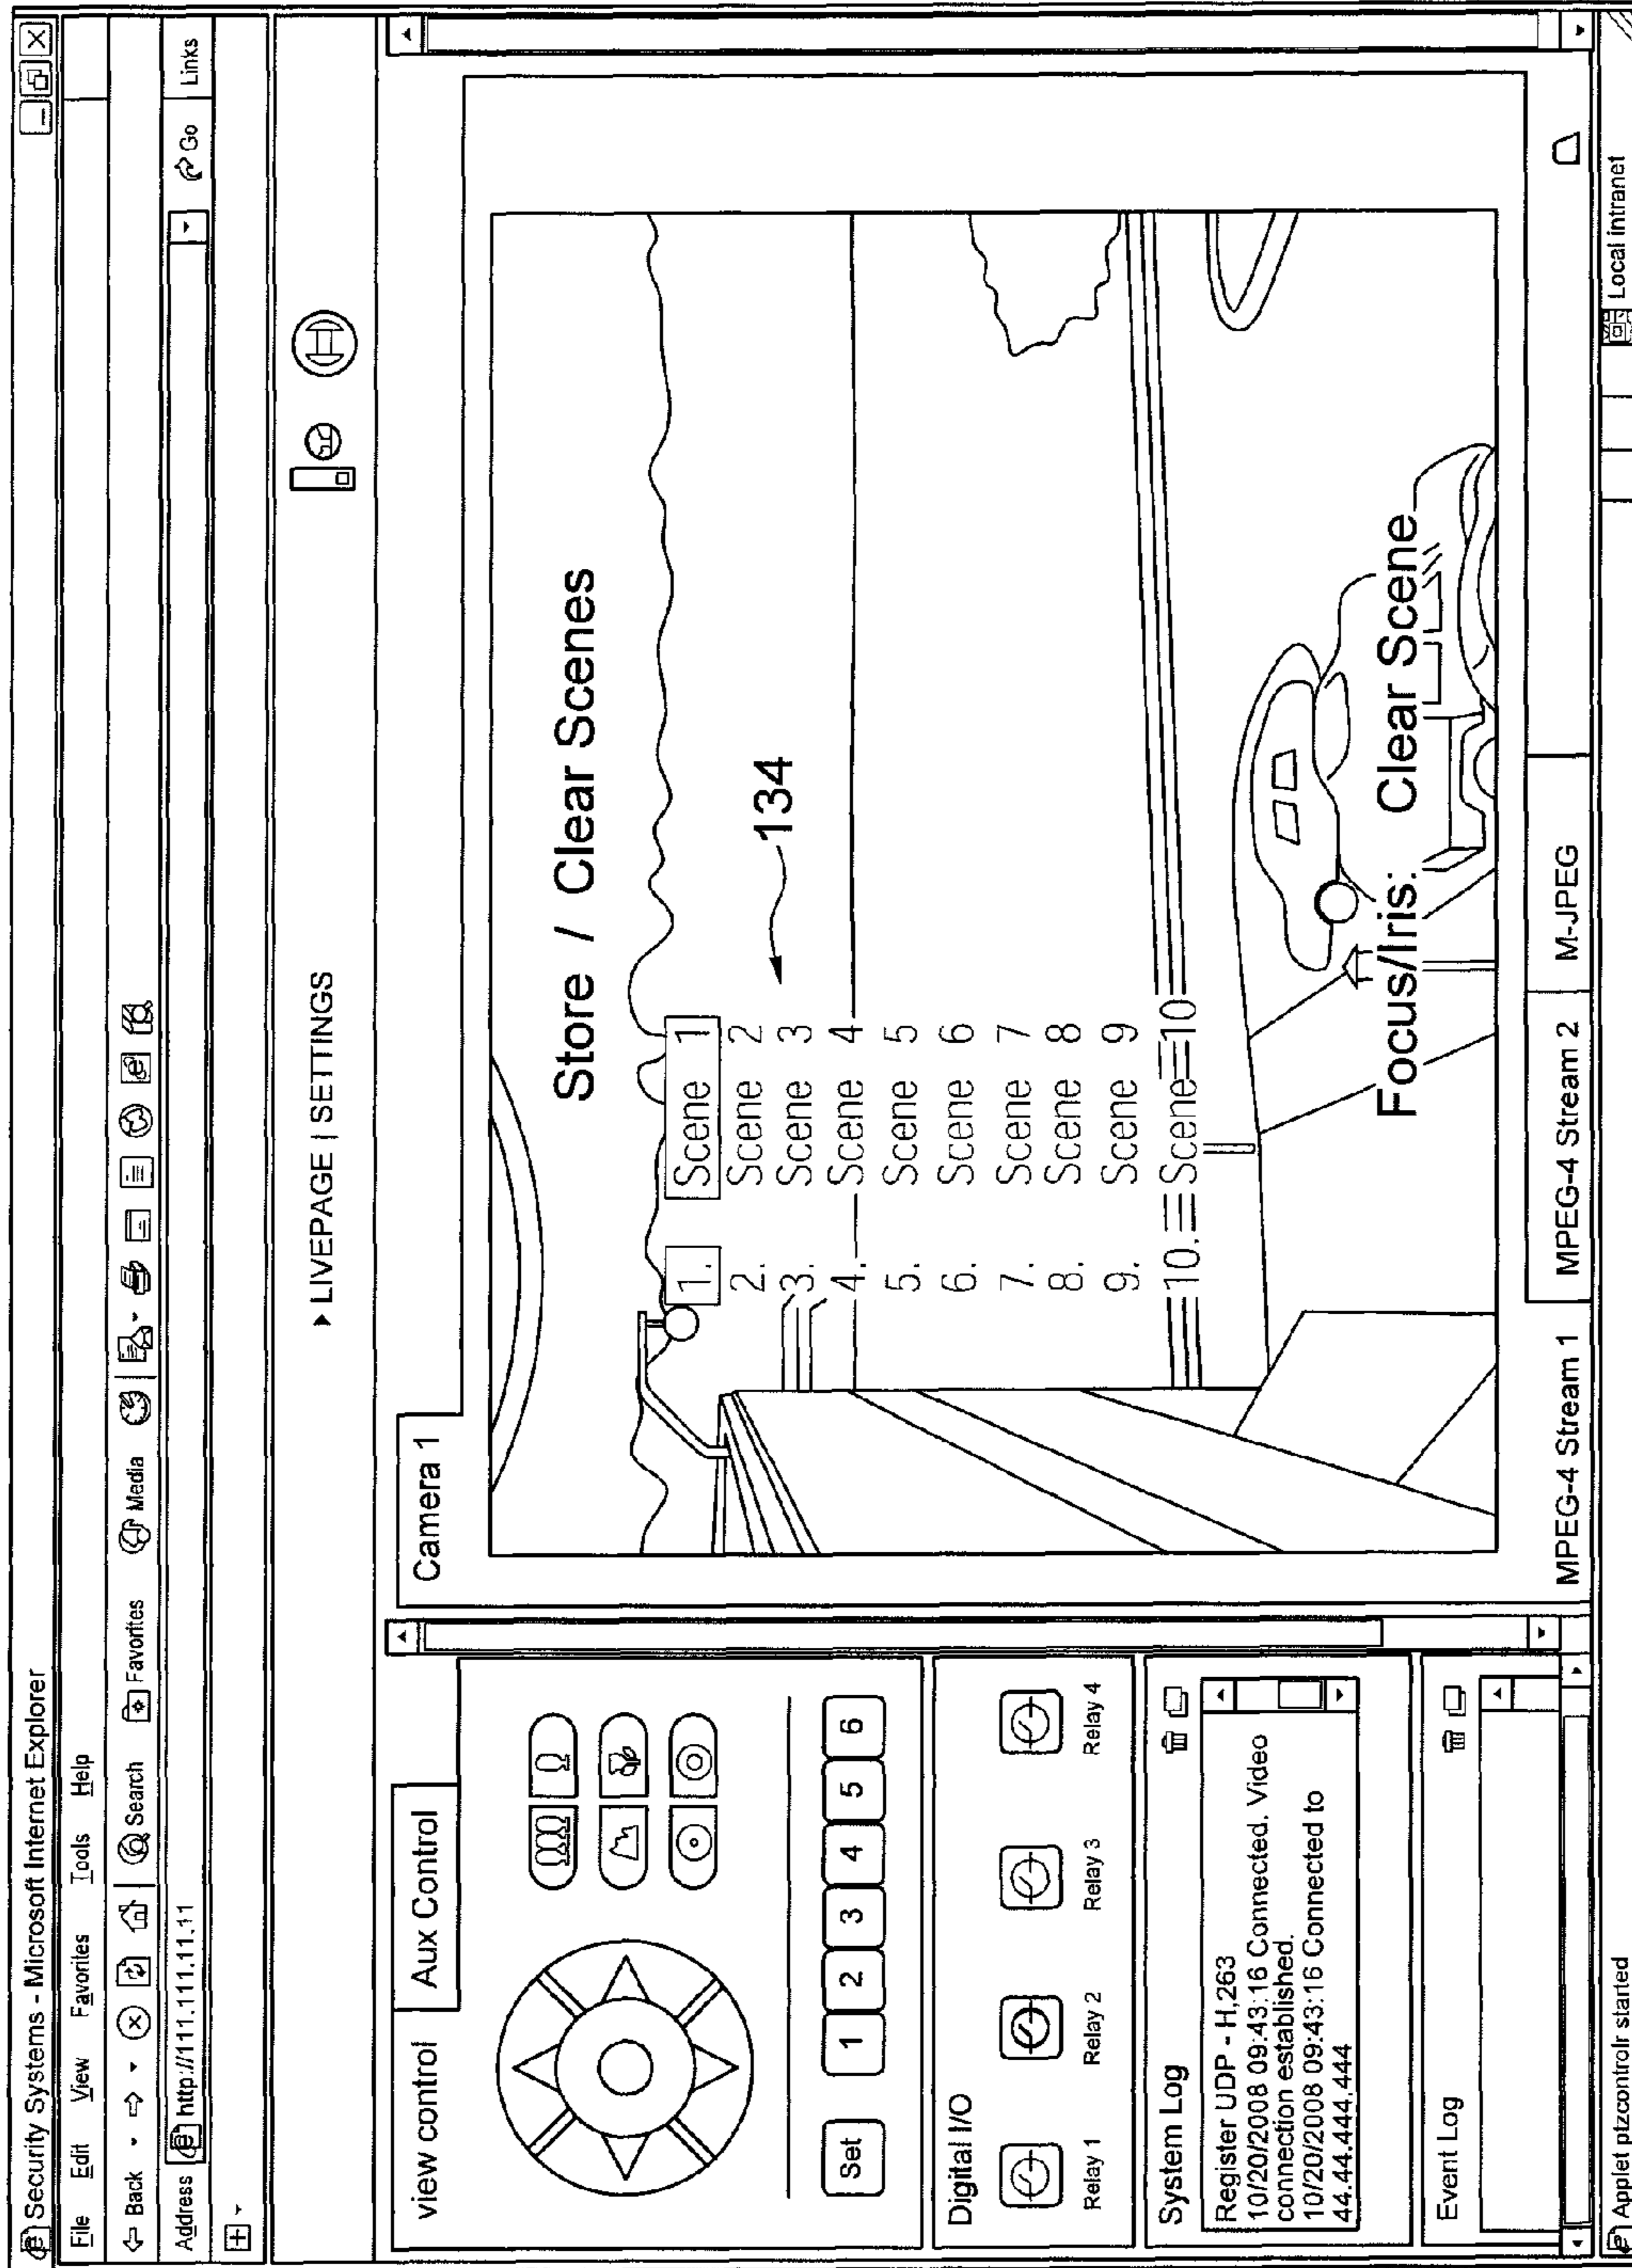 Security Systems - Microsoft Internet Explorer
File Edit View Favorites Tools Help
Back Search Favorites Media
Address http://111.111.111.11.11 Go Links
LIVEPAGE | SETTINGS
view control Aux Control
Set 1 2 3 4 5 6
Digital I/O
Relay 1 Relay 2 Relay 3 Relay 4
System Log
Register UDP - H,263
10/20/2008 09:43:16 Connected. Video
connection established.
10/20/2008 09:43:16 Connected to
44.44.444.444
Event Log
Camera 1
Store / Clear Scenes
1. Scene 1
2. Scene 2
3. Scene 3
4. Scene 4
5. Scene 5
6. Scene 6
7. Scene 7
8. Scene 8
9. Scene 9
10. Scene 10
134
Focus/Iris: Clear Scene
MPEG-4 Stream 1 MPEG-4 Stream 2 M-JPEG
Applet ptzcontrolr started Local intranet